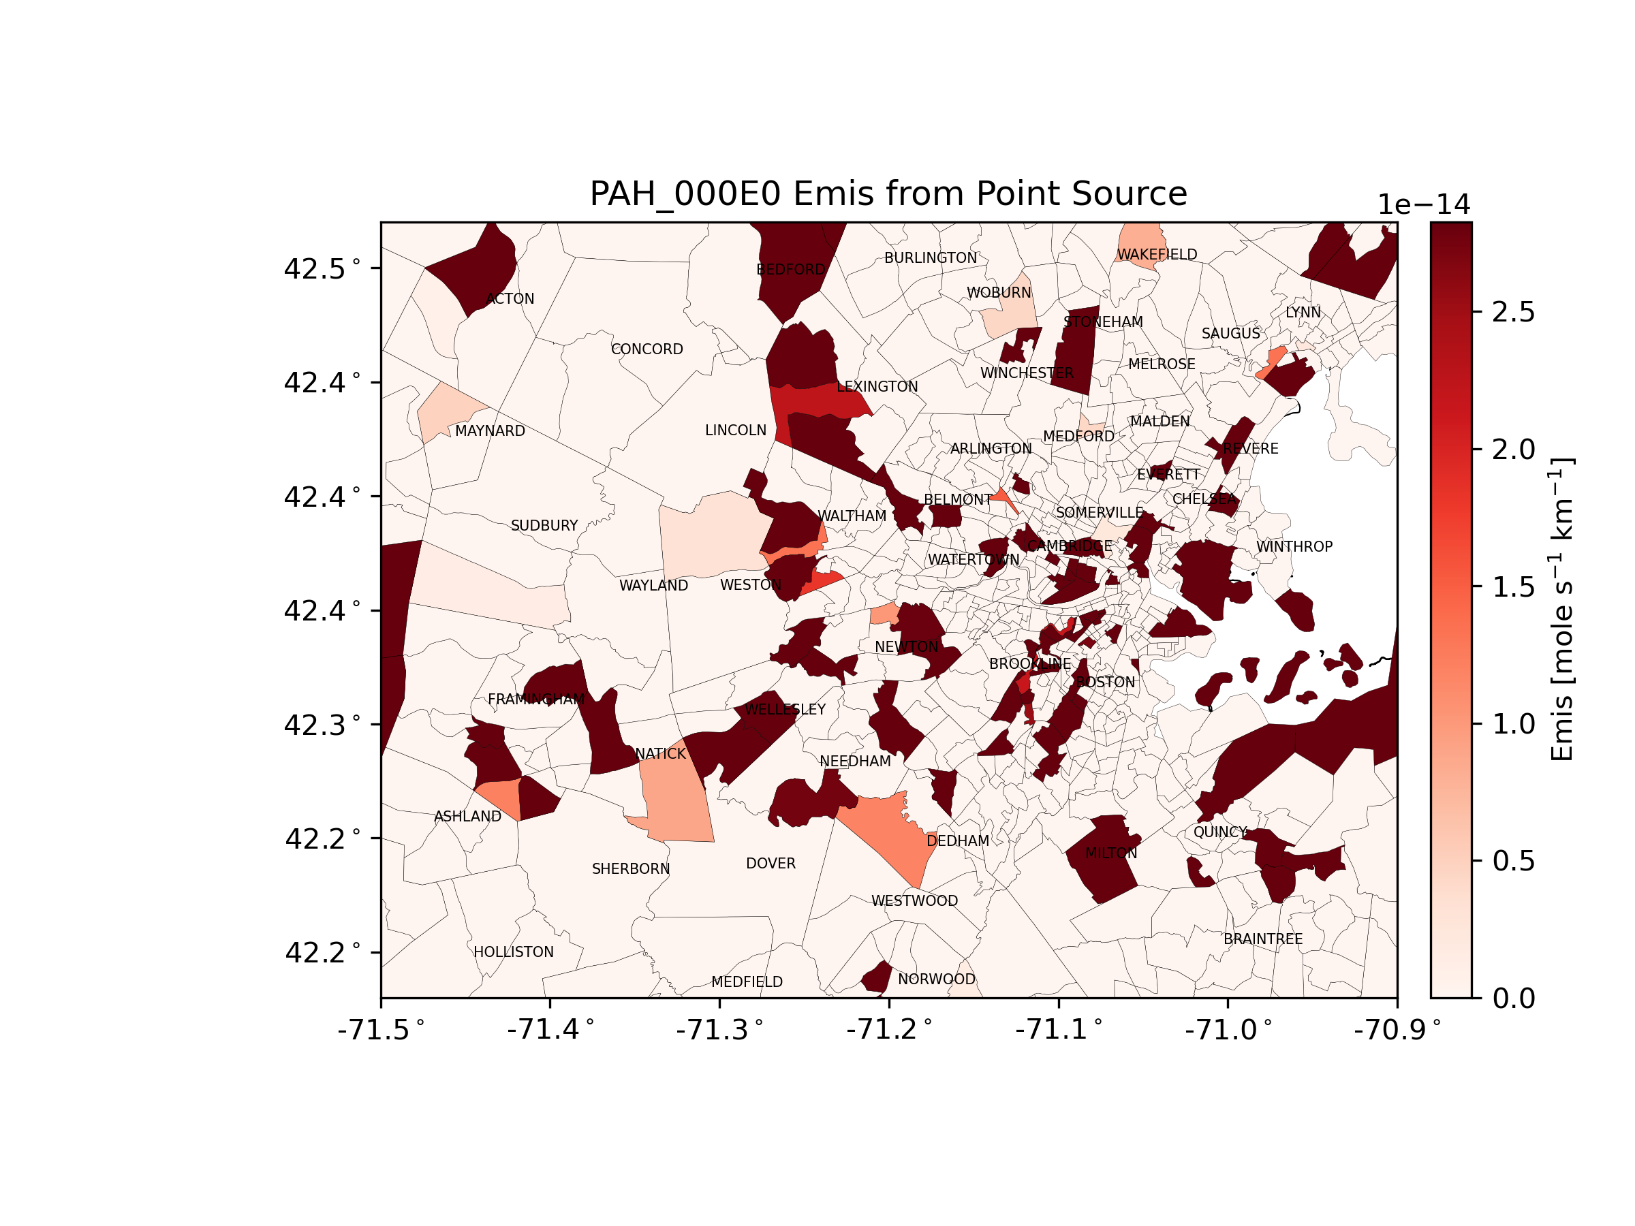 PAH_000E0 Emis from Point Source
1e−14
BEDFORD
BURLINGTON
WAKEFIELD
42.5°
ACTON
WOBURN
STONEHAM
LYNN
2.5
SAUGUS
CONCORD
MELROSE
WINCHESTER
42.4°
LEXINGTON
MAYNARD
LINCOLN
MALDEN
MEDFORD
ARLINGTON
REVERE
2.0
EVERETT
42.4°
BELMONT
CHELSEA
SUDBURY
WALTHAM
SOMERVILLE
CAMBRIDGE
WINTHROP
WATERTOWN
WAYLAND
WESTON
1.5
42.4°
NEWTON
BROOKLINE
BOSTON
FRAMINGHAM
WELLESLEY
42.3°
1.0
NATICK
NEEDHAM
ASHLAND
QUINCY
42.2°
DEDHAM
MILTON
SHERBORN
DOVER
0.5
WESTWOOD
BRAINTREE
42.2°
HOLLISTON
MEDFIELD
NORWOOD
0.0
-71.5° -71.4° -71.3° -71.2° -71.1° -71.0° -70.9°
Emis [mole s⁻¹ km⁻¹]